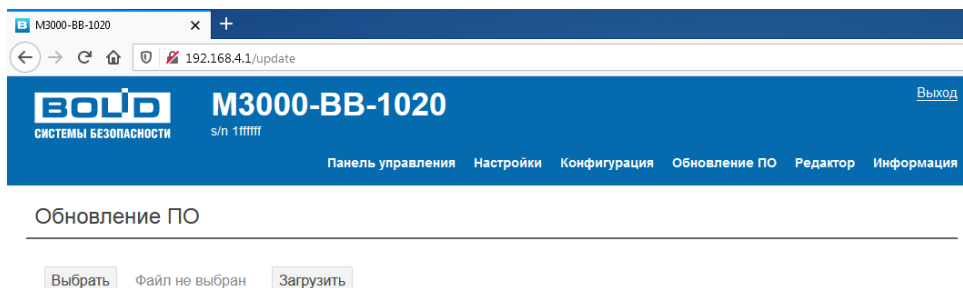 M3000-BB-1020
192.168.4.1/update
BOLID
СИСТЕМЫ БЕЗОПАСНОСТИ
M3000-BB-1020
s/n 1ffffff
Выход
Панель управления Настройки Конфигурация Обновление ПО Редактор Информация
Обновление ПО
Выбрать Файл не выбран Загрузить